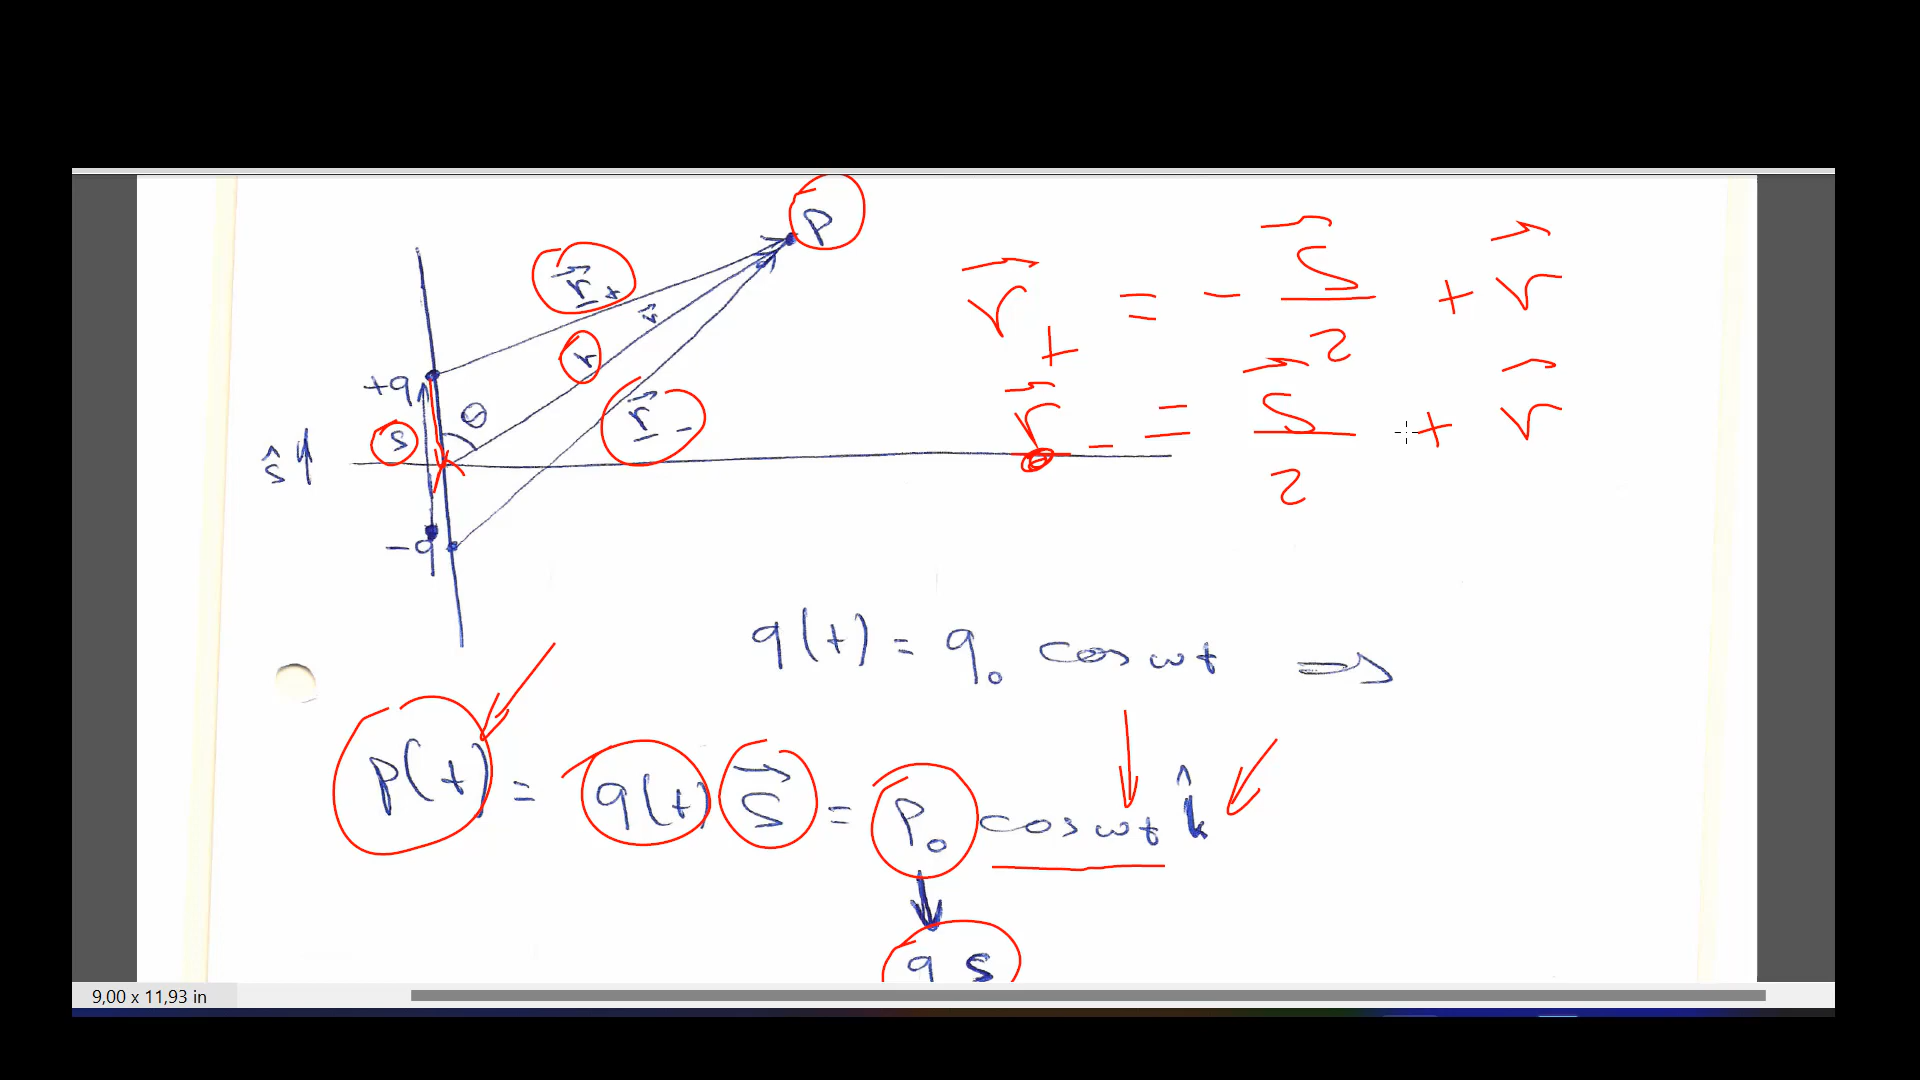 P
r⃗₊
r⃗
r
+q
θ
s
r⃗₋
ŝ
-q
r⃗₊ = - s⃗/2 + r⃗
r⃗₋ = s⃗/2 + r⃗
q(t) = q₀ cos ωt ⇒
p(t) = q(t) s⃗ = p₀ cos ωt k̂
q s
9,00 x 11,93 in